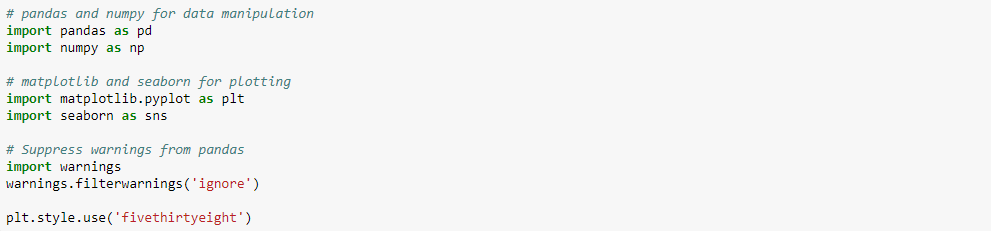 # pandas and numpy for data manipulation
import pandas as pd
import numpy as np
# matplotlib and seaborn for plotting
import matplotlib.pyplot as plt
import seaborn as sns
# Suppress warnings from pandas
import warnings
warnings.filterwarnings('ignore')
plt.style.use('fivethirtyeight')